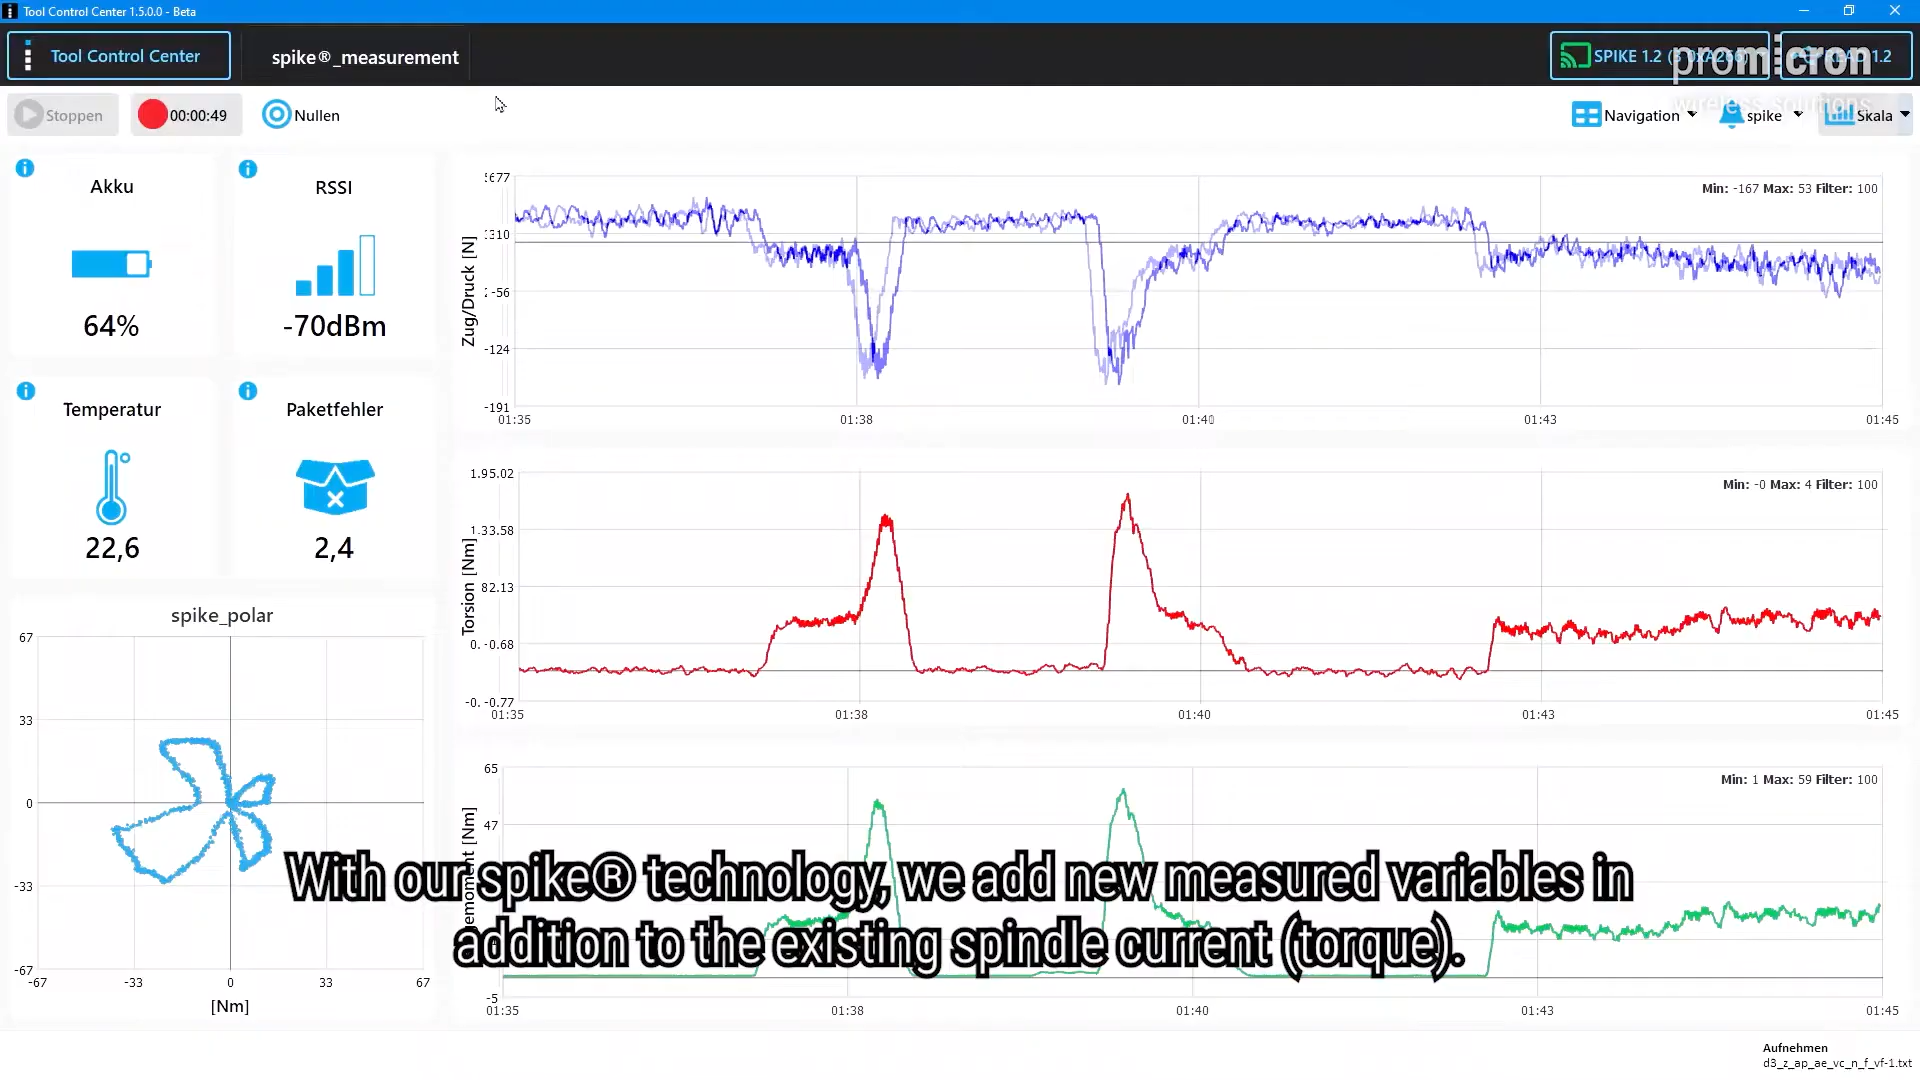 Tool Control Center 1.5.0.0 - Beta
Tool Control Center
spike®_measurement
SPIKE 1.2
READ 1.2
promicron
wireless solutions
Stoppen
00:00:49
Nullen
Navigation
spike
Skala
Akku
64%
RSSI
-70dBm
Temperatur
22,6
Paketfehler
2,4
spike_polar
67
33
0
-33
-67
-67 -33 0 33 67
[Nm]
Zug/Druck [N]
Min: -167 Max: 53 Filter: 100
-56
-124
-191
01:35 01:38 01:40 01:43 01:45
Torsion [Nm]
Min: -0 Max: 4 Filter: 100
1.95.02
1.33.58
82.13
0.-0.68
-0.-0.77
01:35 01:38 01:40 01:43 01:45
Min: 1 Max: 59 Filter: 100
65
47
-5
01:35 01:38 01:40 01:43 01:45
With our spike® technology, we add new measured variables in
addition to the existing spindle current (torque).
Aufnehmen
d3_z_ap_ae_vc_n_f_vf-1.txt